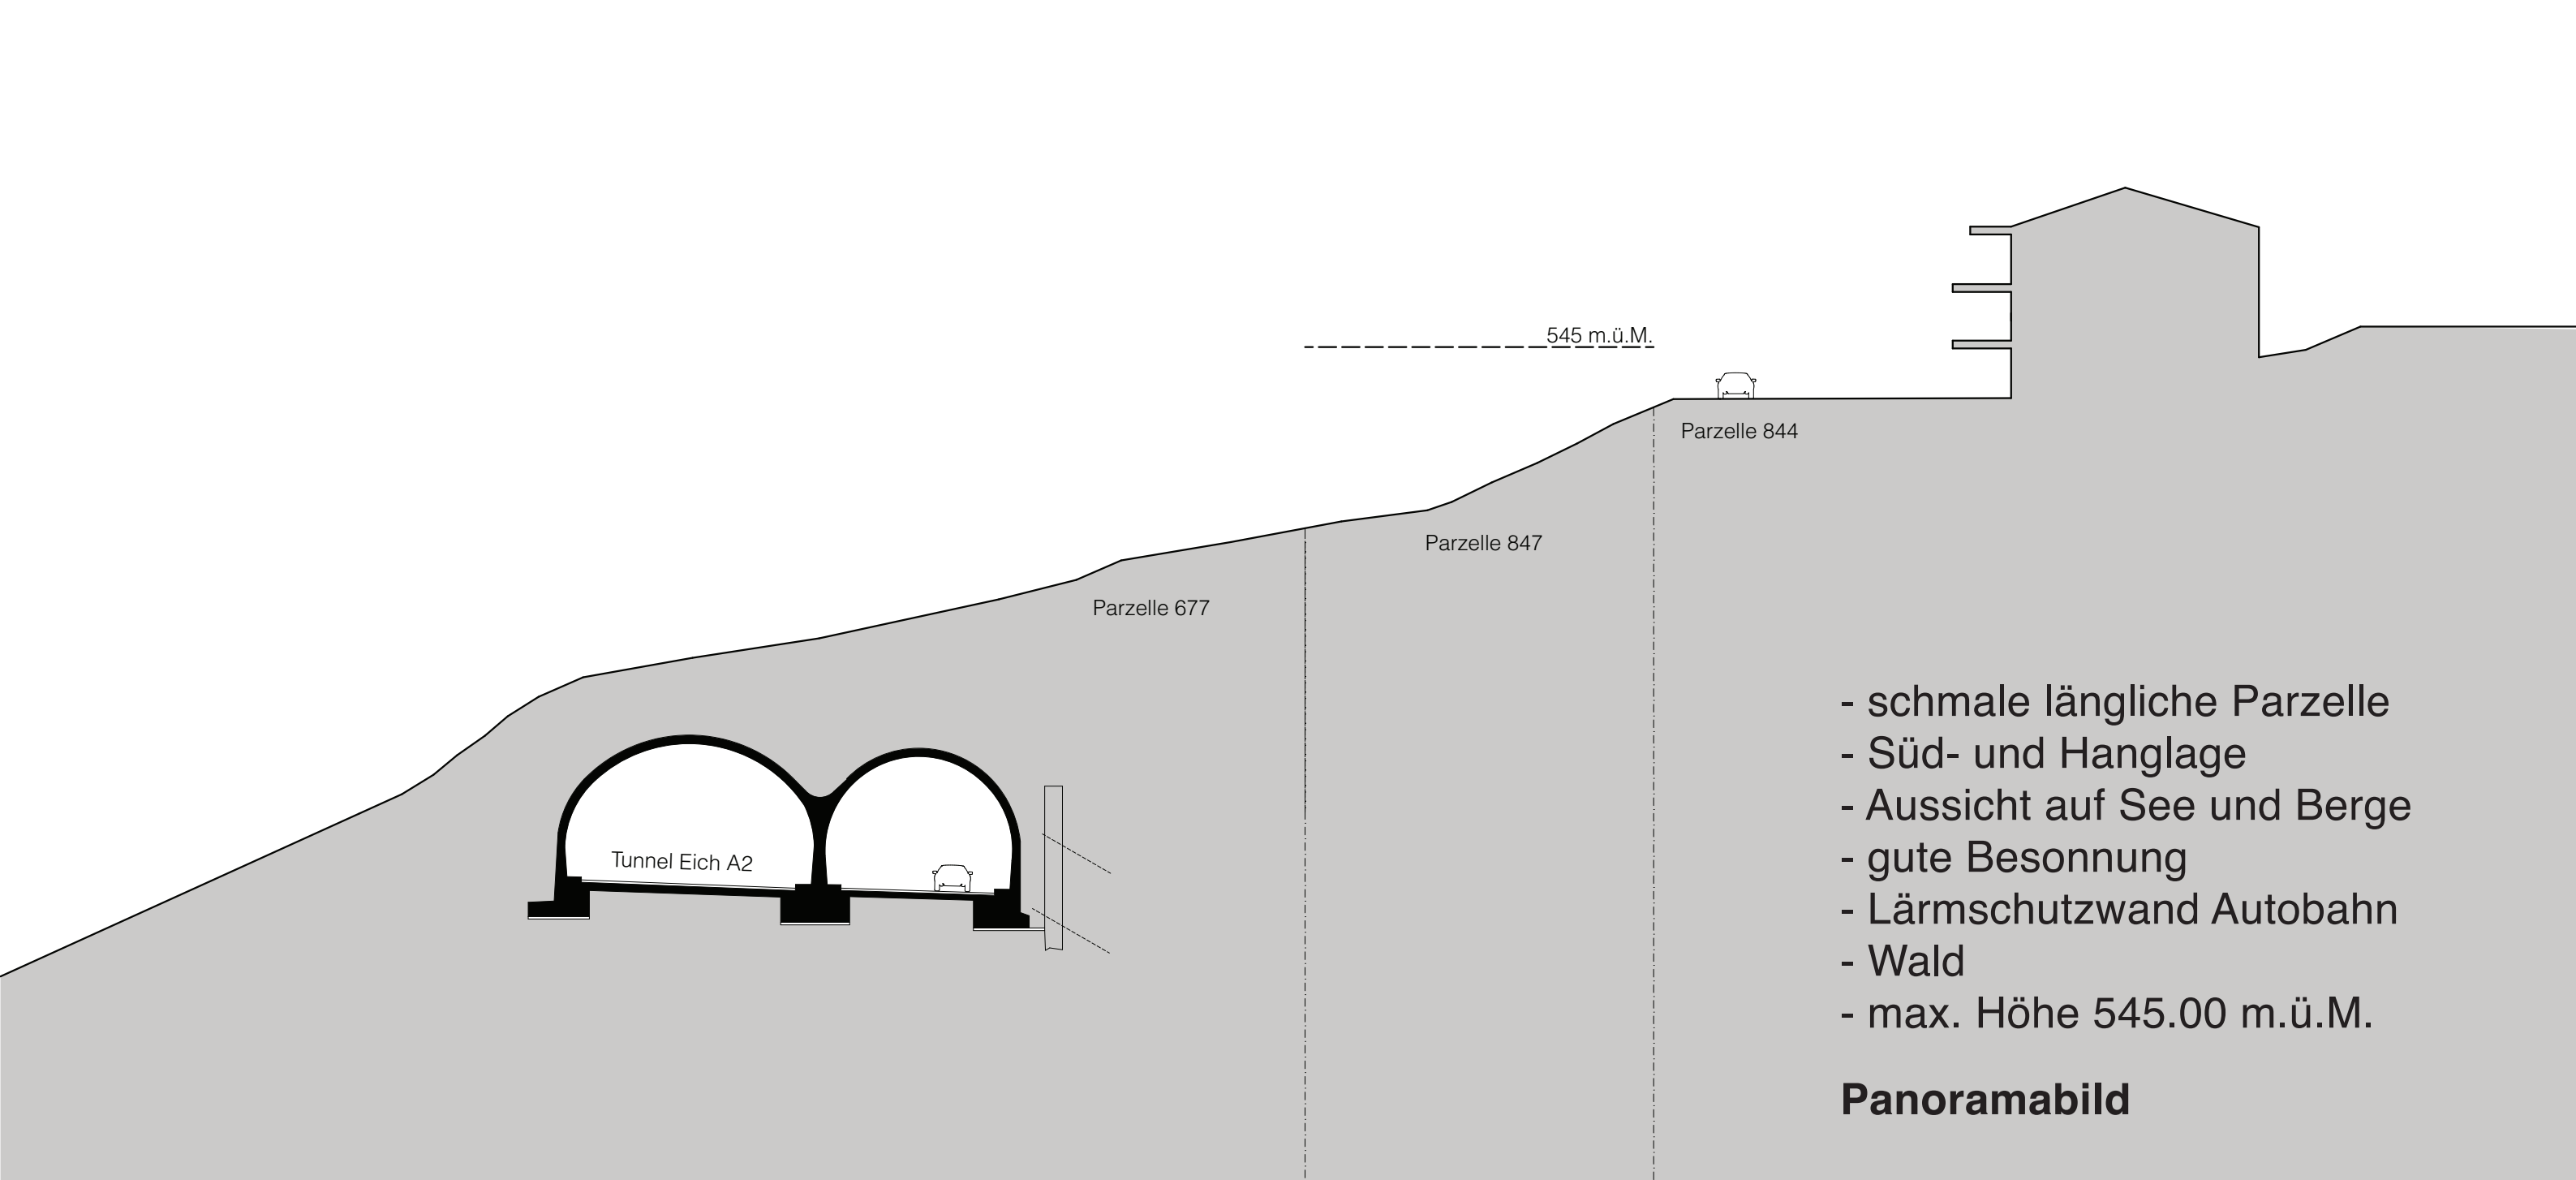 545 m.ü.M.
Parzelle 844
Parzelle 847
Parzelle 677
Tunnel Eich A2
- schmale längliche Parzelle
- Süd- und Hanglage
- Aussicht auf See und Berge
- gute Besonnung
- Lärmschutzwand Autobahn
- Wald
- max. Höhe 545.00 m.ü.M.
Panoramabild